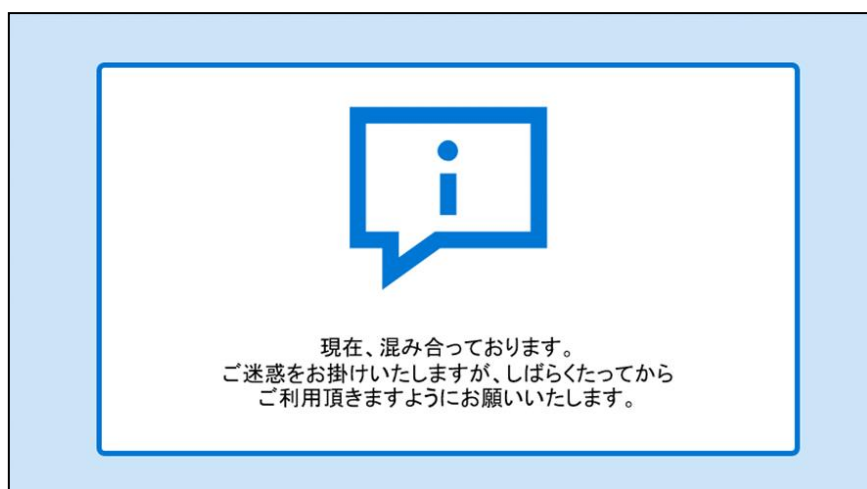 現在、混み合っております。
ご迷惑をお掛けいたしますが、しばらくたってから
ご利用頂きますようにお願いいたします。